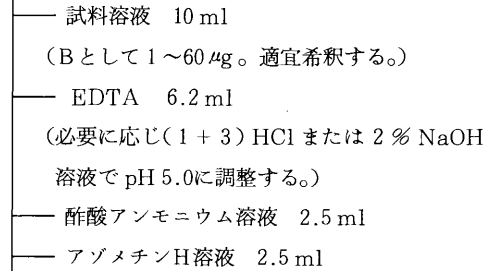 試料溶液 10 ml
(Bとして1〜60μg。適宜希釈する。)
EDTA 6.2 ml
(必要に応じ(1+3)HClまたは2%NaOH
溶液でpH 5.0に調整する。)
酢酸アンモニウム溶液 2.5 ml
アゾメチンH溶液 2.5 ml